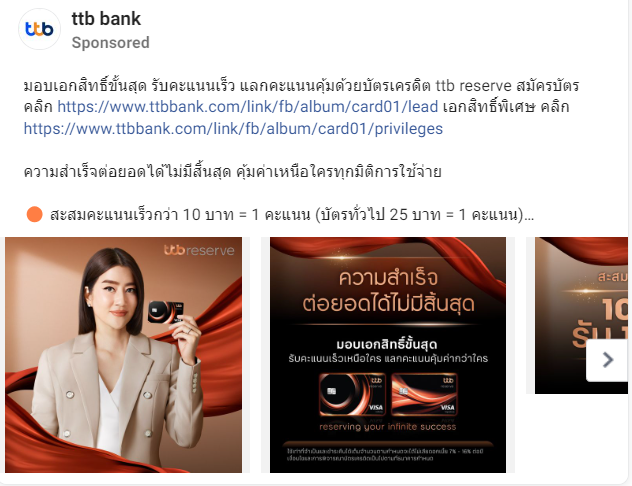 ttb bank
Sponsored
มอบเอกสิทธิ์ขั้นสุด รับคะแนนเร็ว แลกคะแนนคุ้มด้วยบัตรเครดิต ttb reserve สมัครบัตร
คลิก https://www.ttbbank.com/link/fb/album/card01/lead เอกสิทธิ์พิเศษ คลิก
https://www.ttbbank.com/link/fb/album/card01/privileges
ความสำเร็จต่อยอดได้ไม่มีสิ้นสุด คุ้มค่าเหนือใครทุกมิติการใช้จ่าย
สะสมคะแนนเร็วกว่า 10 บาท = 1 คะแนน (บัตรทั่วไป 25 บาท = 1 คะแนน)...
ttb reserve
ความสำเร็จ
ต่อยอดได้ไม่มีสิ้นสุด
มอบเอกสิทธิ์ขั้นสุด
รับคะแนนเร็วเหนือใคร แลกคะแนนคุ้มค่ากว่าใคร
ttb
VISA
ttb
VISA
reserving your infinite success
สะสม
10
รับ